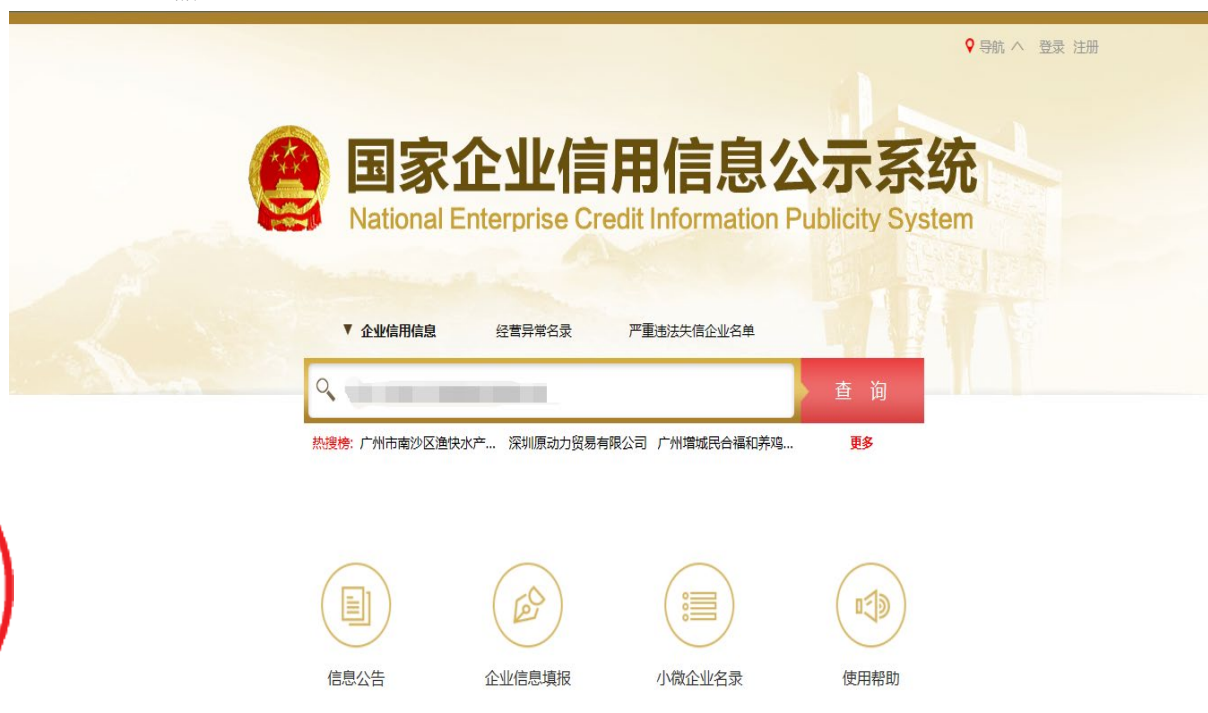 导航 登录 注册
国家企业信用信息公示系统
National Enterprise Credit Information Publicity System
企业信用信息 经营异常名录 严重违法失信企业名单
查 询
热搜榜: 广州市南沙区渔快水产... 深圳原动力贸易有限公司 广州增城民合福和养鸡... 更多
信息公告 企业信息填报 小微企业名录 使用帮助